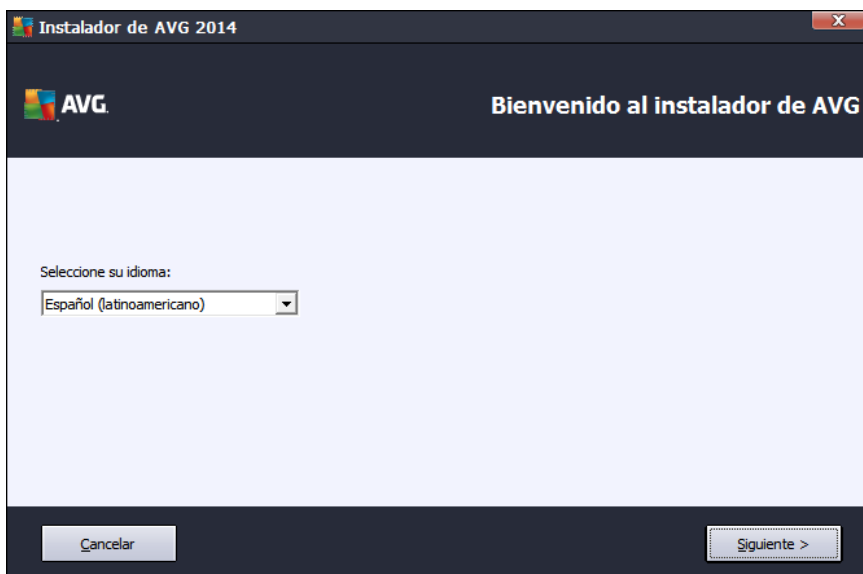 Instalador de AVG 2014
AVG.
Bienvenido al instalador de AVG
Seleccione su idioma:
Español (latinoamericano)
Cancelar
Siguiente >